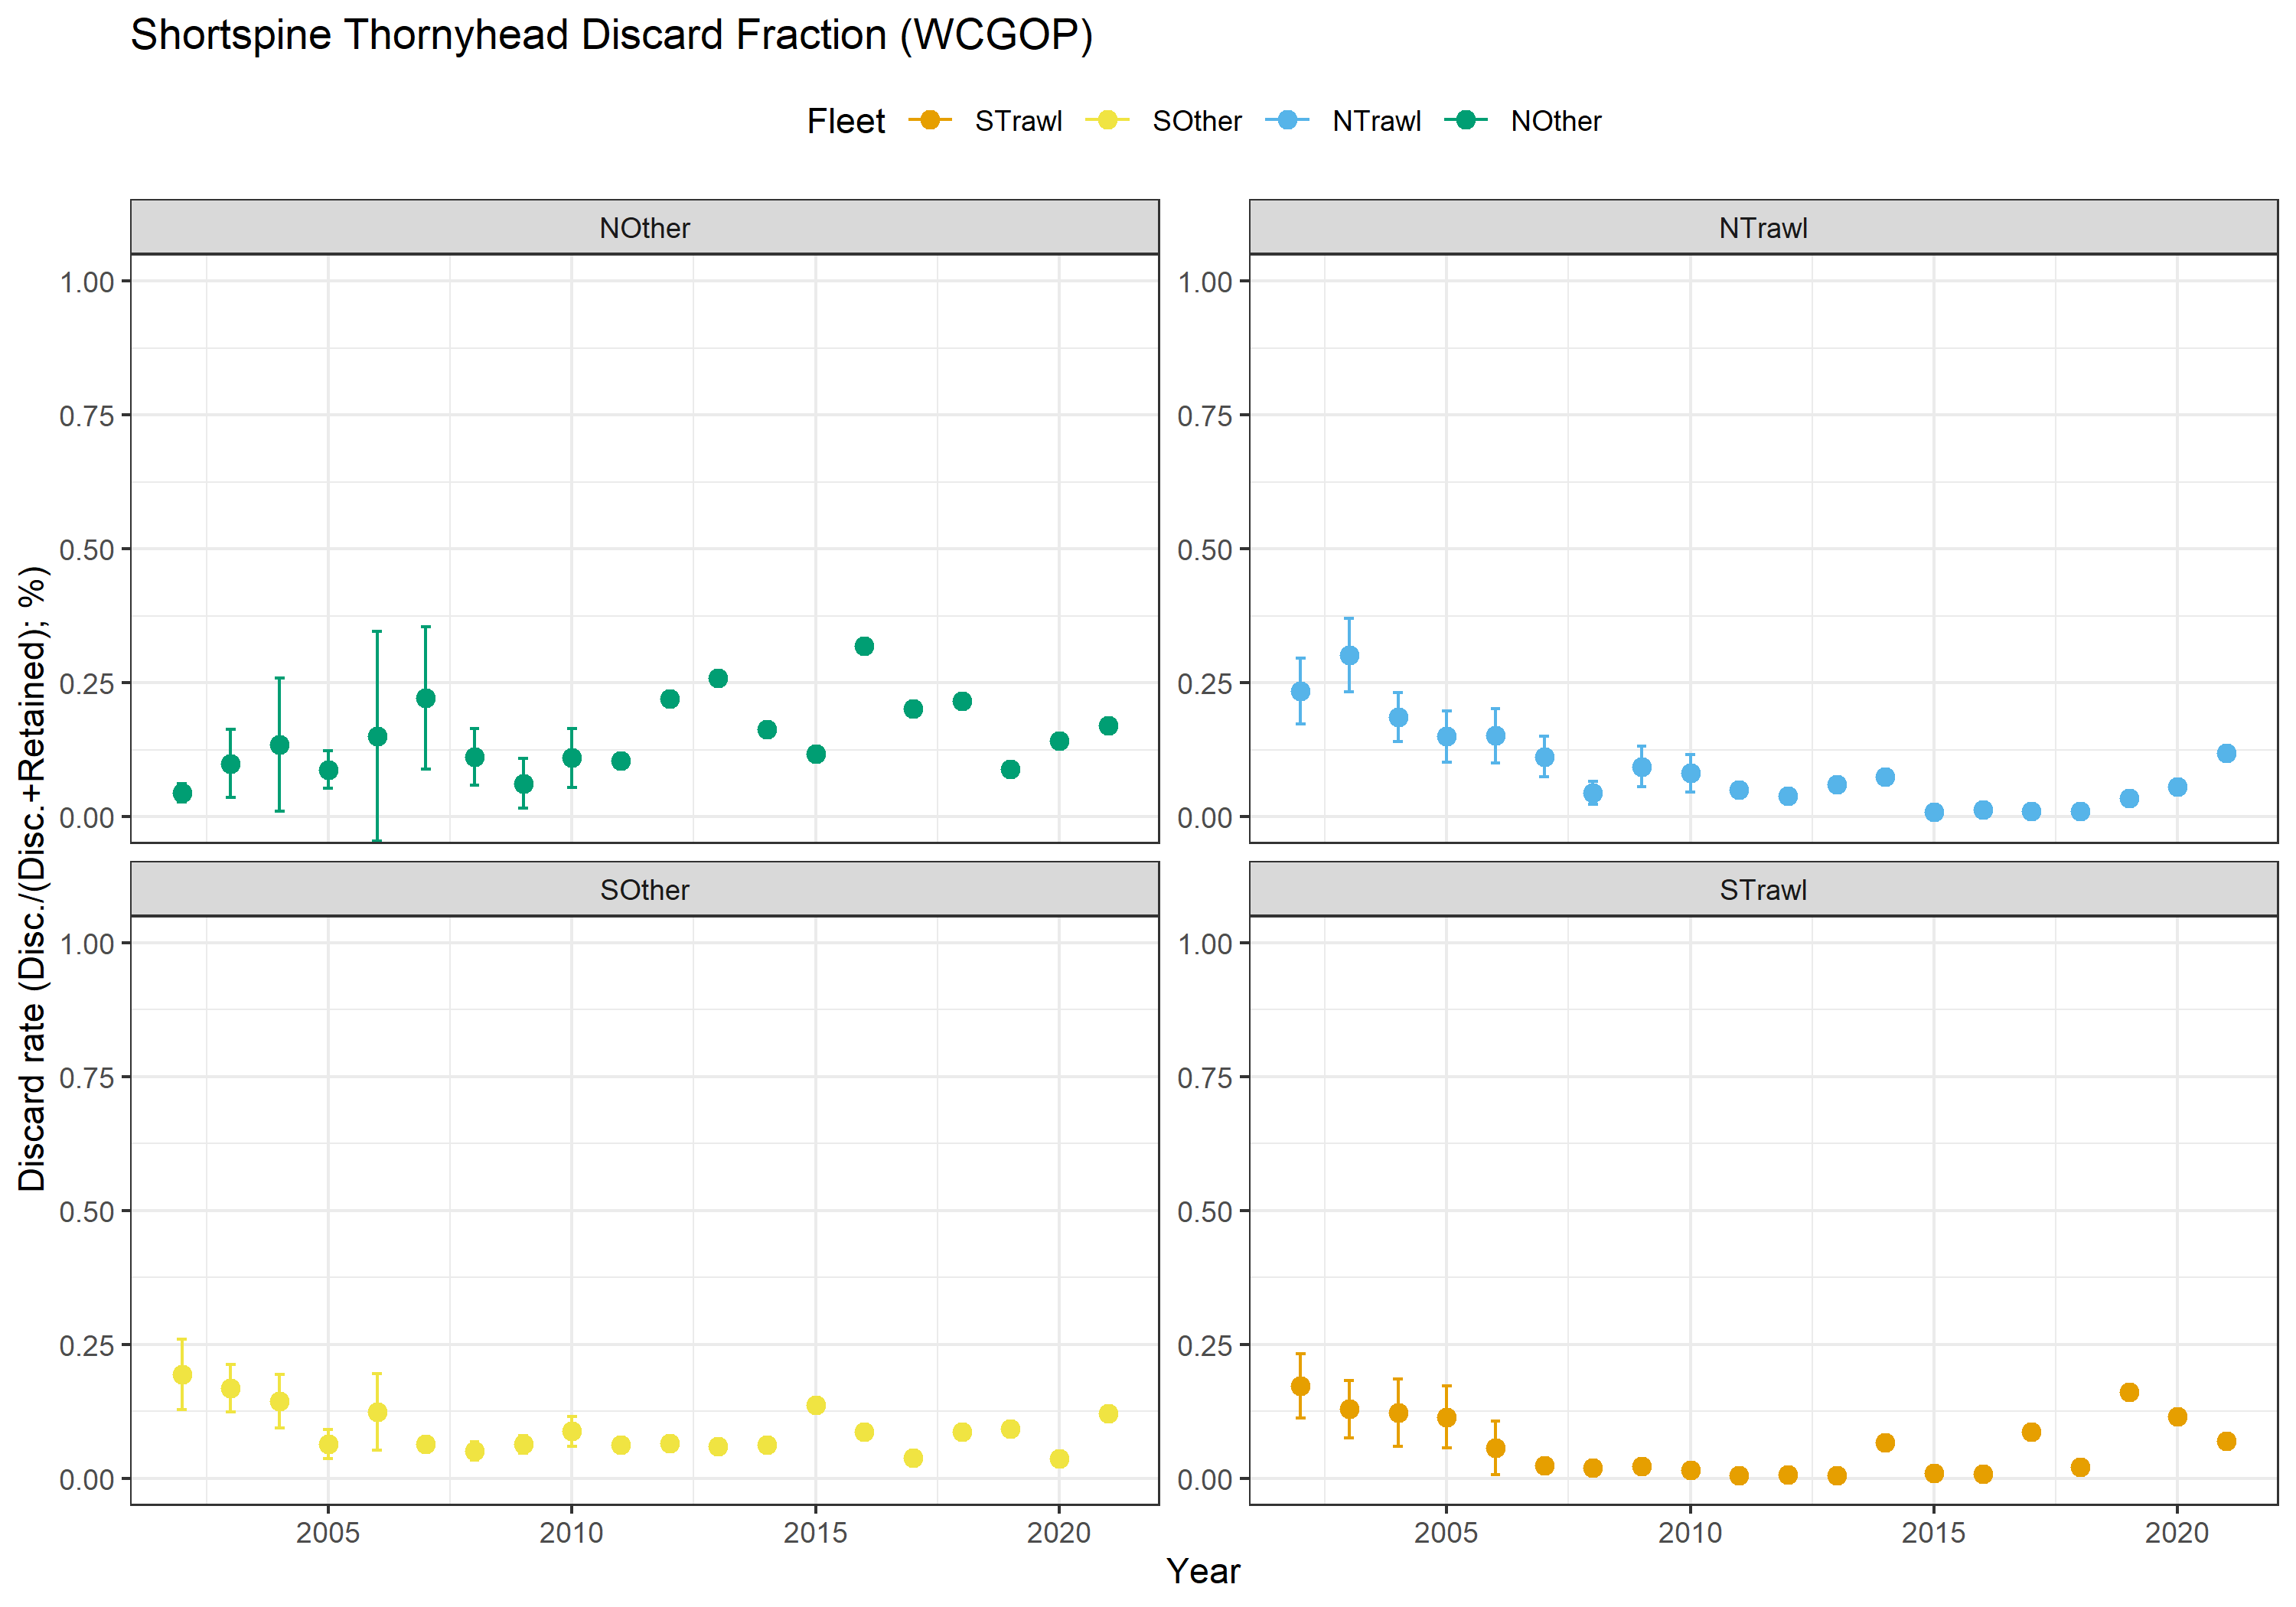 Shortspine Thornyhead Discard Fraction (WCGOP)
Fleet STrawl SOther NTrawl NOther
NOther
NTrawl
1.00
0.75
0.50
0.25
0.00
1.00
0.75
0.50
0.25
0.00
SOther
STrawl
1.00
0.75
0.50
0.25
0.00
1.00
0.75
0.50
0.25
0.00
2005 2010 2015 2020
2005 2010 2015 2020
Year
Discard rate (Disc./(Disc.+Retained); %)